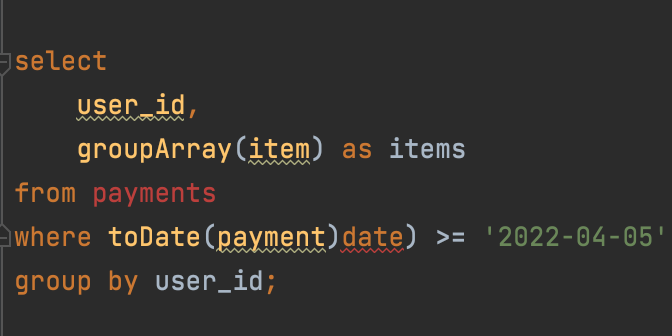 select
    user_id,
    groupArray(item) as items
from payments
where toDate(payment)date) >= '2022-04-05'
group by user_id;